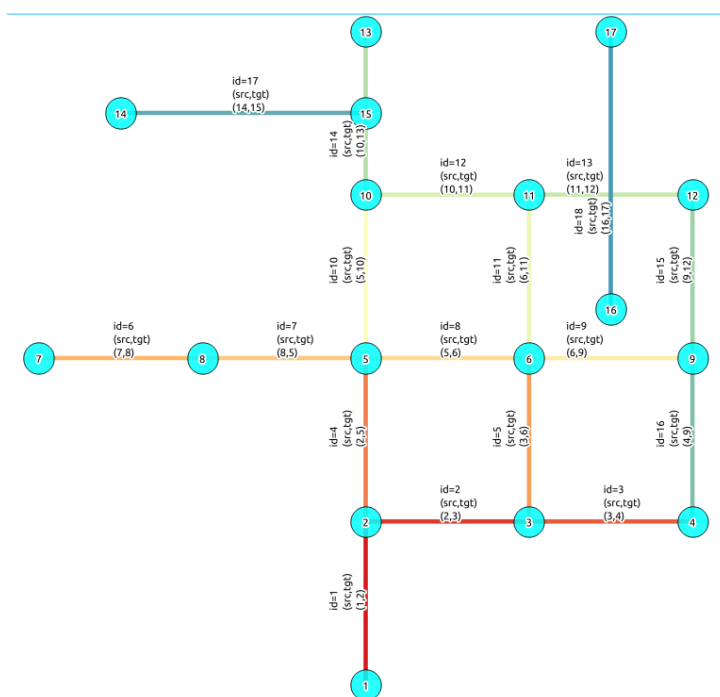 13
17
id=17
(src,tgt)
(14,15)
14
15
id=14
(src,tgt)
(10,13)
id=12
(src,tgt)
(10,11)
id=13
(src,tgt)
(11,12)
10
11
12
id=18
(src,tgt)
(16,17)
id=10
(src,tgt)
(5,10)
id=11
(src,tgt)
(6,11)
id=15
(src,tgt)
(9,12)
16
id=6
(src,tgt)
(7,8)
id=7
(src,tgt)
(8,5)
id=8
(src,tgt)
(5,6)
id=9
(src,tgt)
(6,9)
7
8
5
6
9
id=4
(src,tgt)
(2,5)
id=5
(src,tgt)
(3,6)
id=16
(src,tgt)
(4,9)
id=2
(src,tgt)
(2,3)
id=3
(src,tgt)
(3,4)
2
3
4
id=1
(src,tgt)
(1,2)
1